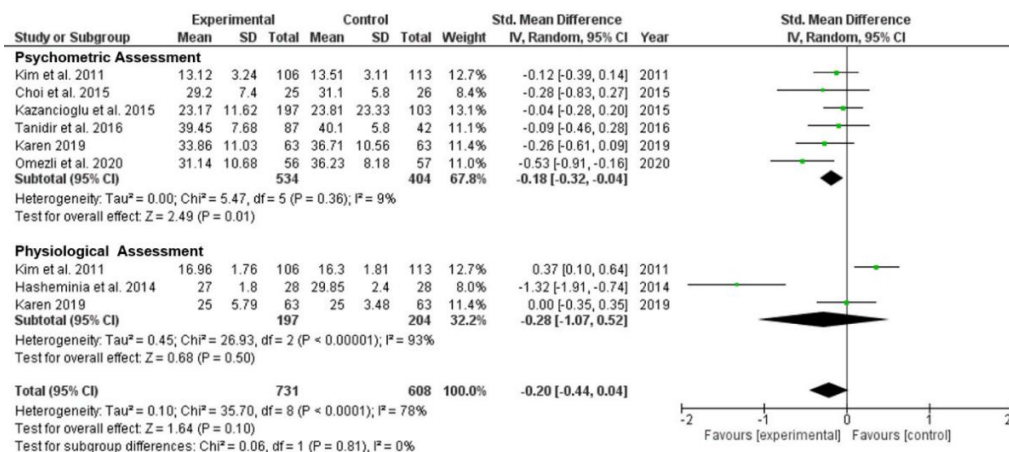 Experimental Control Std. Mean Difference Std. Mean Difference
Study or Subgroup Mean SD Total Mean SD Total Weight IV, Random, 95% CI Year IV, Random, 95% CI
Psychometric Assessment
Kim et al. 2011 13.12 3.24 106 13.51 3.11 113 12.7% -0.12 [-0.39, 0.14] 2011
Choi et al. 2015 29.2 7.4 25 31.1 5.8 26 8.4% -0.28 [-0.83, 0.27] 2015
Kazancioglu et al. 2015 23.17 11.62 197 23.81 23.33 103 13.1% -0.04 [-0.28, 0.20] 2015
Tanidir et al. 2016 39.45 7.68 87 40.1 5.8 42 11.1% -0.09 [-0.46, 0.28] 2016
Karen 2019 33.86 11.03 63 36.71 10.56 63 11.4% -0.26 [-0.61, 0.09] 2019
Omezli et al. 2020 31.14 10.68 56 36.23 8.18 57 11.0% -0.53 [-0.91, -0.16] 2020
Subtotal (95% CI) 534 404 67.8% -0.18 [-0.32, -0.04]
Heterogeneity: Tau² = 0.00; Chi² = 5.47, df = 5 (P = 0.36); I² = 9%
Test for overall effect: Z = 2.49 (P = 0.01)
Physiological Assessment
Kim et al. 2011 16.96 1.76 106 16.3 1.81 113 12.7% 0.37 [0.10, 0.64] 2011
Hasheminia et al. 2014 27 1.8 28 29.85 2.4 28 8.0% -1.32 [-1.91, -0.74] 2014
Karen 2019 25 5.79 63 25 3.48 63 11.4% 0.00 [-0.35, 0.35] 2019
Subtotal (95% CI) 197 204 32.2% -0.28 [-1.07, 0.52]
Heterogeneity: Tau² = 0.45; Chi² = 26.93, df = 2 (P < 0.00001); I² = 93%
Test for overall effect: Z = 0.68 (P = 0.50)
Total (95% CI) 731 608 100.0% -0.20 [-0.44, 0.04]
Heterogeneity: Tau² = 0.10; Chi² = 35.70, df = 8 (P < 0.0001); I² = 78%
Test for overall effect: Z = 1.64 (P = 0.10)
Test for subgroup differences: Chi² = 0.06, df = 1 (P = 0.81), I² = 0%
-2 -1 0 1 2
Favours [experimental] Favours [control]